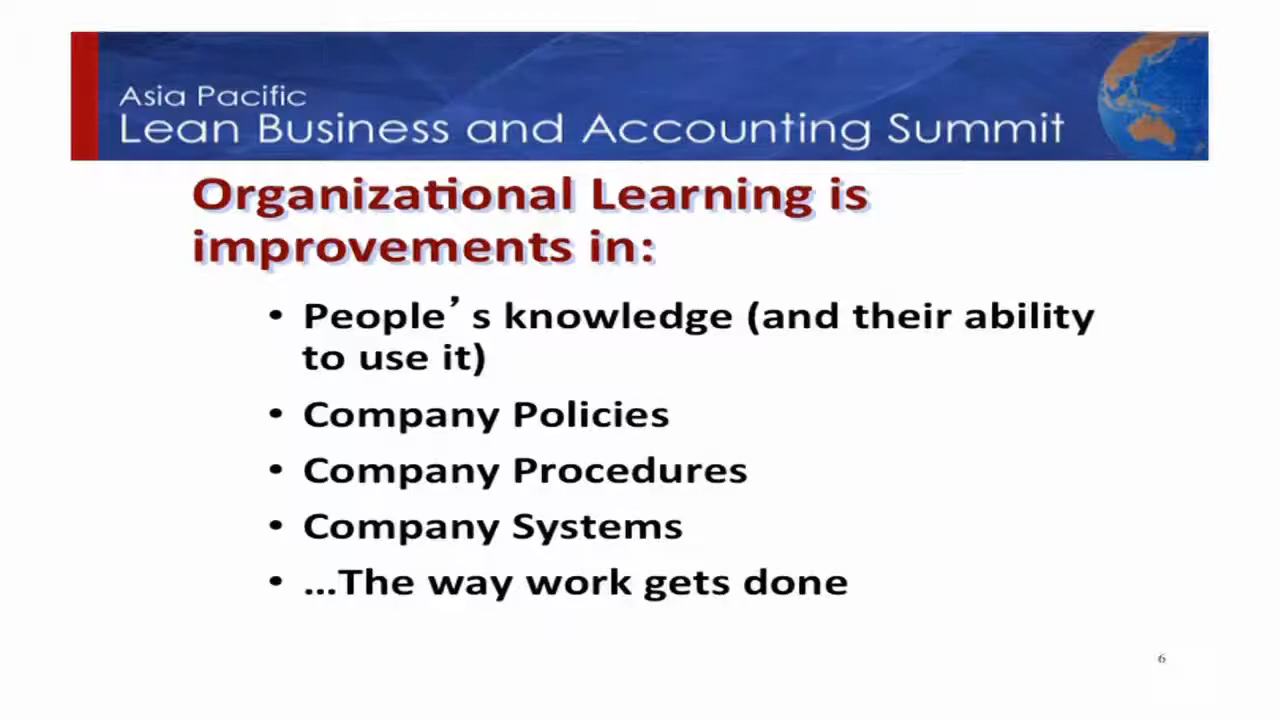 Asia Pacific
Lean Business and Accounting Summit
Organizational Learning is
improvements in:
• People’s knowledge (and their ability
to use it)
• Company Policies
• Company Procedures
• Company Systems
• …The way work gets done
6